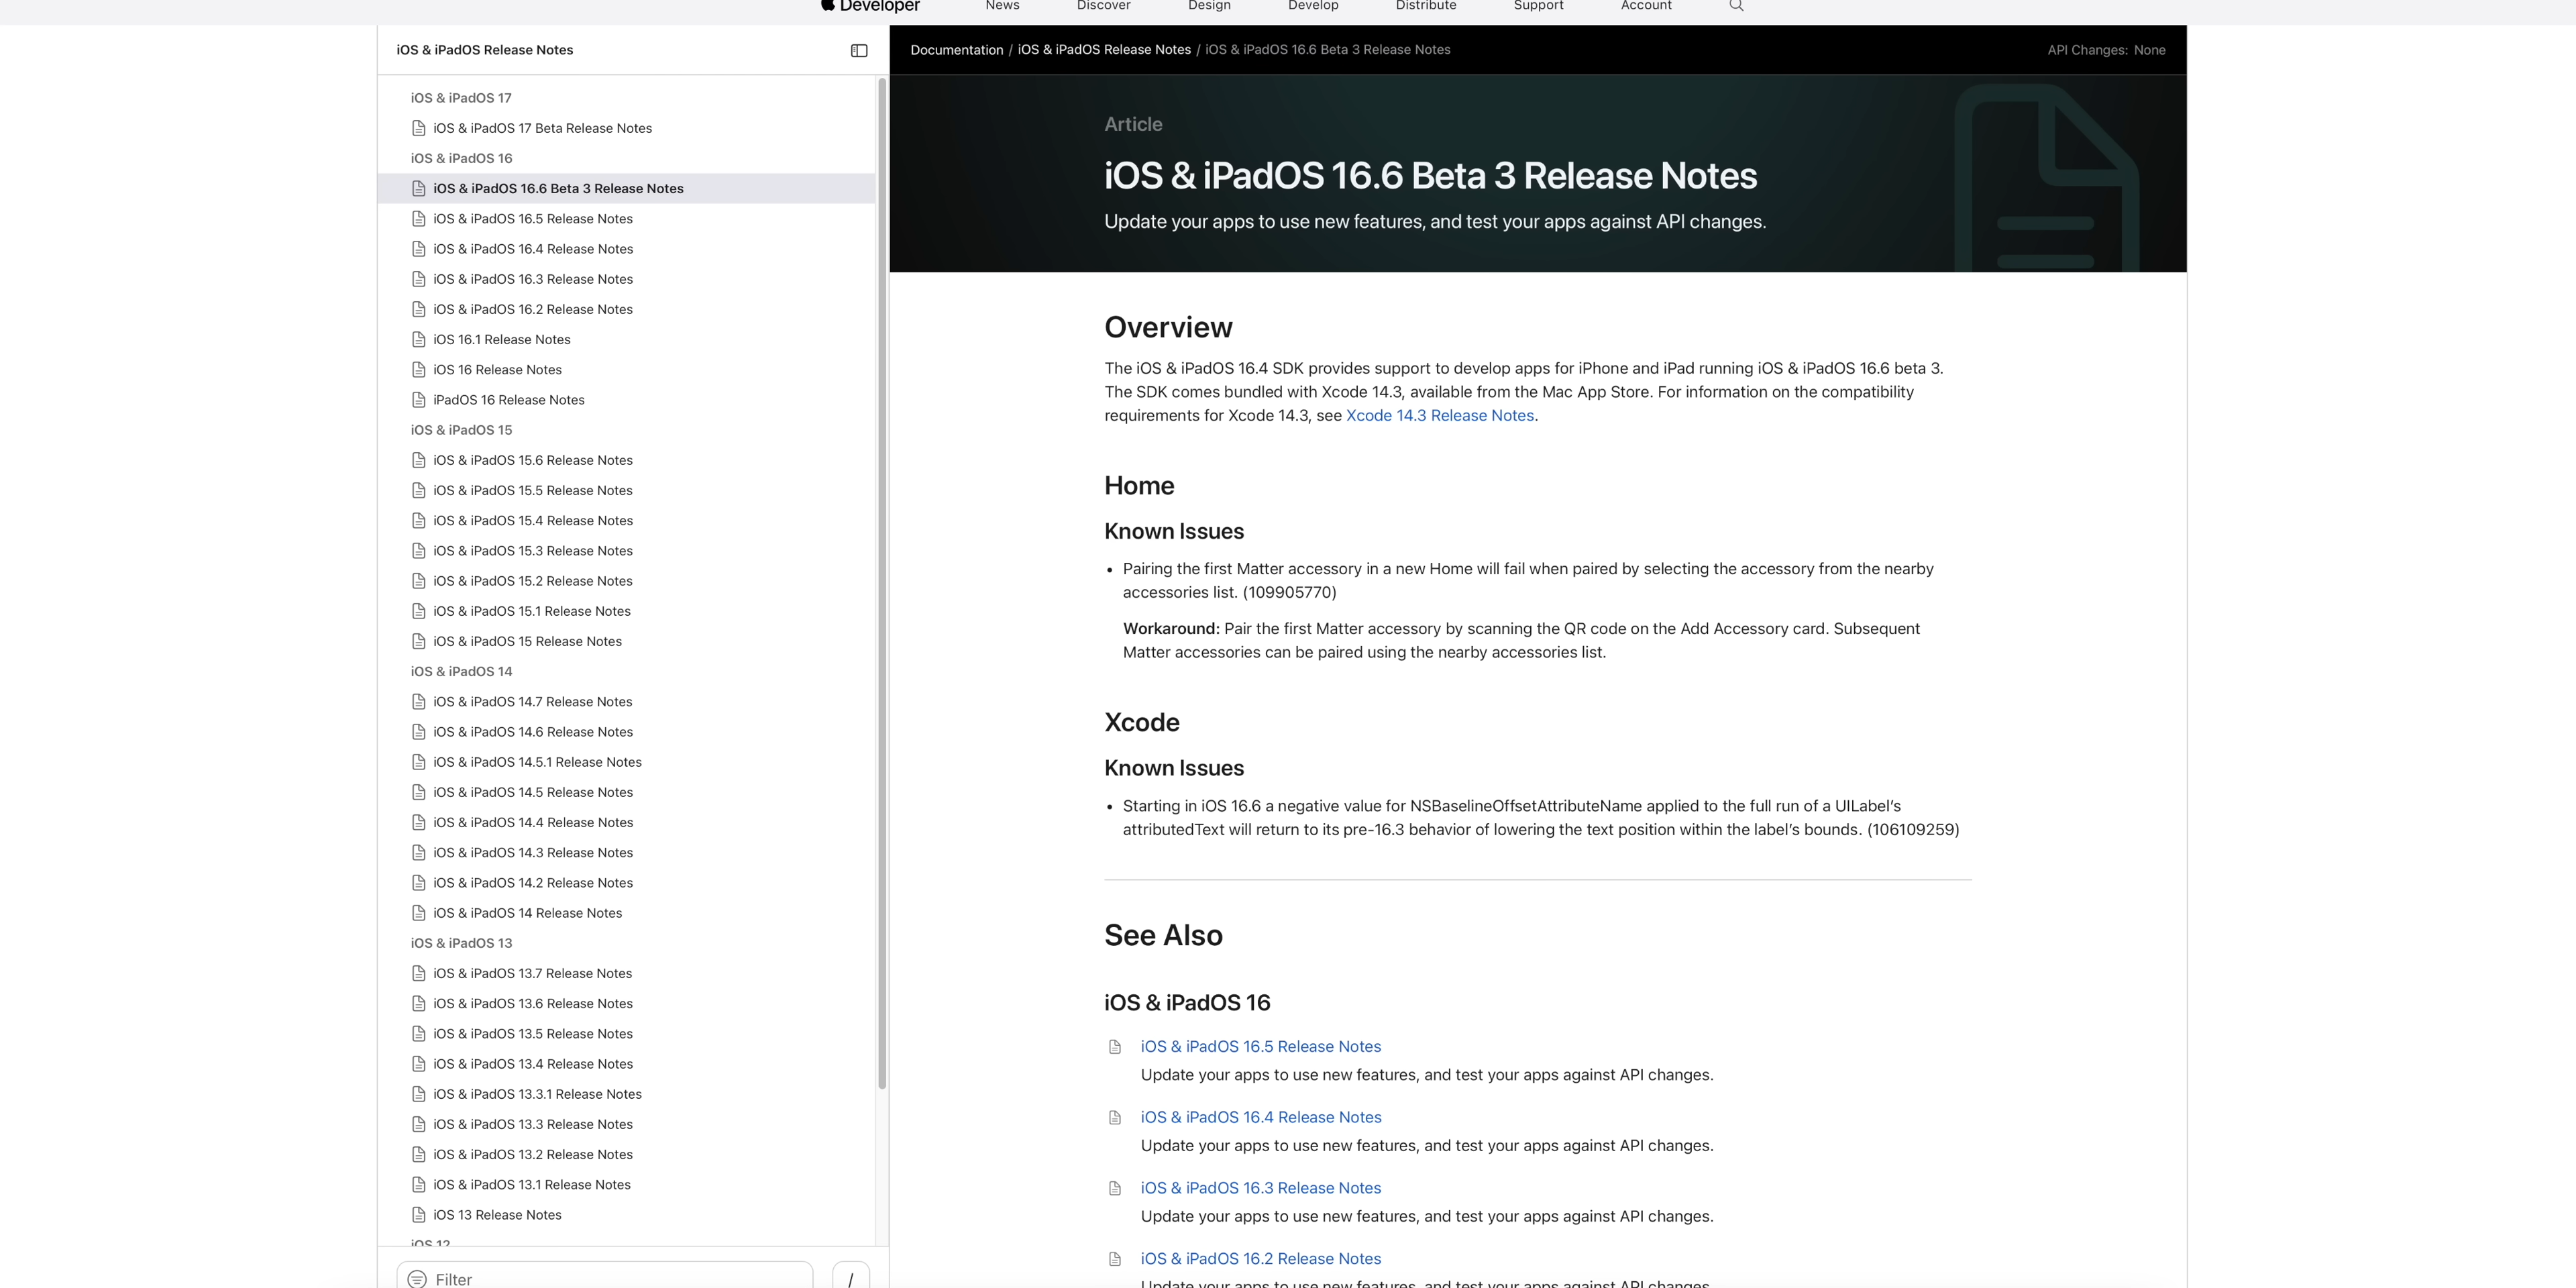 Developer
News
Discover
Design
Develop
Distribute
Support
Account
iOS & iPadOS Release Notes
iOS & iPadOS 17
iOS & iPadOS 17 Beta Release Notes
iOS & iPadOS 16
iOS & iPadOS 16.6 Beta 3 Release Notes
iOS & iPadOS 16.5 Release Notes
iOS & iPadOS 16.4 Release Notes
iOS & iPadOS 16.3 Release Notes
iOS & iPadOS 16.2 Release Notes
iOS 16.1 Release Notes
iOS 16 Release Notes
iPadOS 16 Release Notes
iOS & iPadOS 15
iOS & iPadOS 15.6 Release Notes
iOS & iPadOS 15.5 Release Notes
iOS & iPadOS 15.4 Release Notes
iOS & iPadOS 15.3 Release Notes
iOS & iPadOS 15.2 Release Notes
iOS & iPadOS 15.1 Release Notes
iOS & iPadOS 15 Release Notes
iOS & iPadOS 14
iOS & iPadOS 14.7 Release Notes
iOS & iPadOS 14.6 Release Notes
iOS & iPadOS 14.5.1 Release Notes
iOS & iPadOS 14.5 Release Notes
iOS & iPadOS 14.4 Release Notes
iOS & iPadOS 14.3 Release Notes
iOS & iPadOS 14.2 Release Notes
iOS & iPadOS 14 Release Notes
iOS & iPadOS 13
iOS & iPadOS 13.7 Release Notes
iOS & iPadOS 13.6 Release Notes
iOS & iPadOS 13.5 Release Notes
iOS & iPadOS 13.4 Release Notes
iOS & iPadOS 13.3.1 Release Notes
iOS & iPadOS 13.3 Release Notes
iOS & iPadOS 13.2 Release Notes
iOS & iPadOS 13.1 Release Notes
iOS 13 Release Notes
iOS 12
Filter
/
Documentation / iOS & iPadOS Release Notes / iOS & iPadOS 16.6 Beta 3 Release Notes
API Changes: None
Article
iOS & iPadOS 16.6 Beta 3 Release Notes
Update your apps to use new features, and test your apps against API changes.
Overview
The iOS & iPadOS 16.4 SDK provides support to develop apps for iPhone and iPad running iOS & iPadOS 16.6 beta 3.
The SDK comes bundled with Xcode 14.3, available from the Mac App Store. For information on the compatibility
requirements for Xcode 14.3, see Xcode 14.3 Release Notes.
Home
Known Issues
• Pairing the first Matter accessory in a new Home will fail when paired by selecting the accessory from the nearby
accessories list. (109905770)
Workaround: Pair the first Matter accessory by scanning the QR code on the Add Accessory card. Subsequent
Matter accessories can be paired using the nearby accessories list.
Xcode
Known Issues
• Starting in iOS 16.6 a negative value for NSBaselineOffsetAttributeName applied to the full run of a UILabel’s
attributedText will return to its pre-16.3 behavior of lowering the text position within the label’s bounds. (106109259)
See Also
iOS & iPadOS 16
iOS & iPadOS 16.5 Release Notes
Update your apps to use new features, and test your apps against API changes.
iOS & iPadOS 16.4 Release Notes
Update your apps to use new features, and test your apps against API changes.
iOS & iPadOS 16.3 Release Notes
Update your apps to use new features, and test your apps against API changes.
iOS & iPadOS 16.2 Release Notes
Update your apps to use new features, and test your apps against API changes.